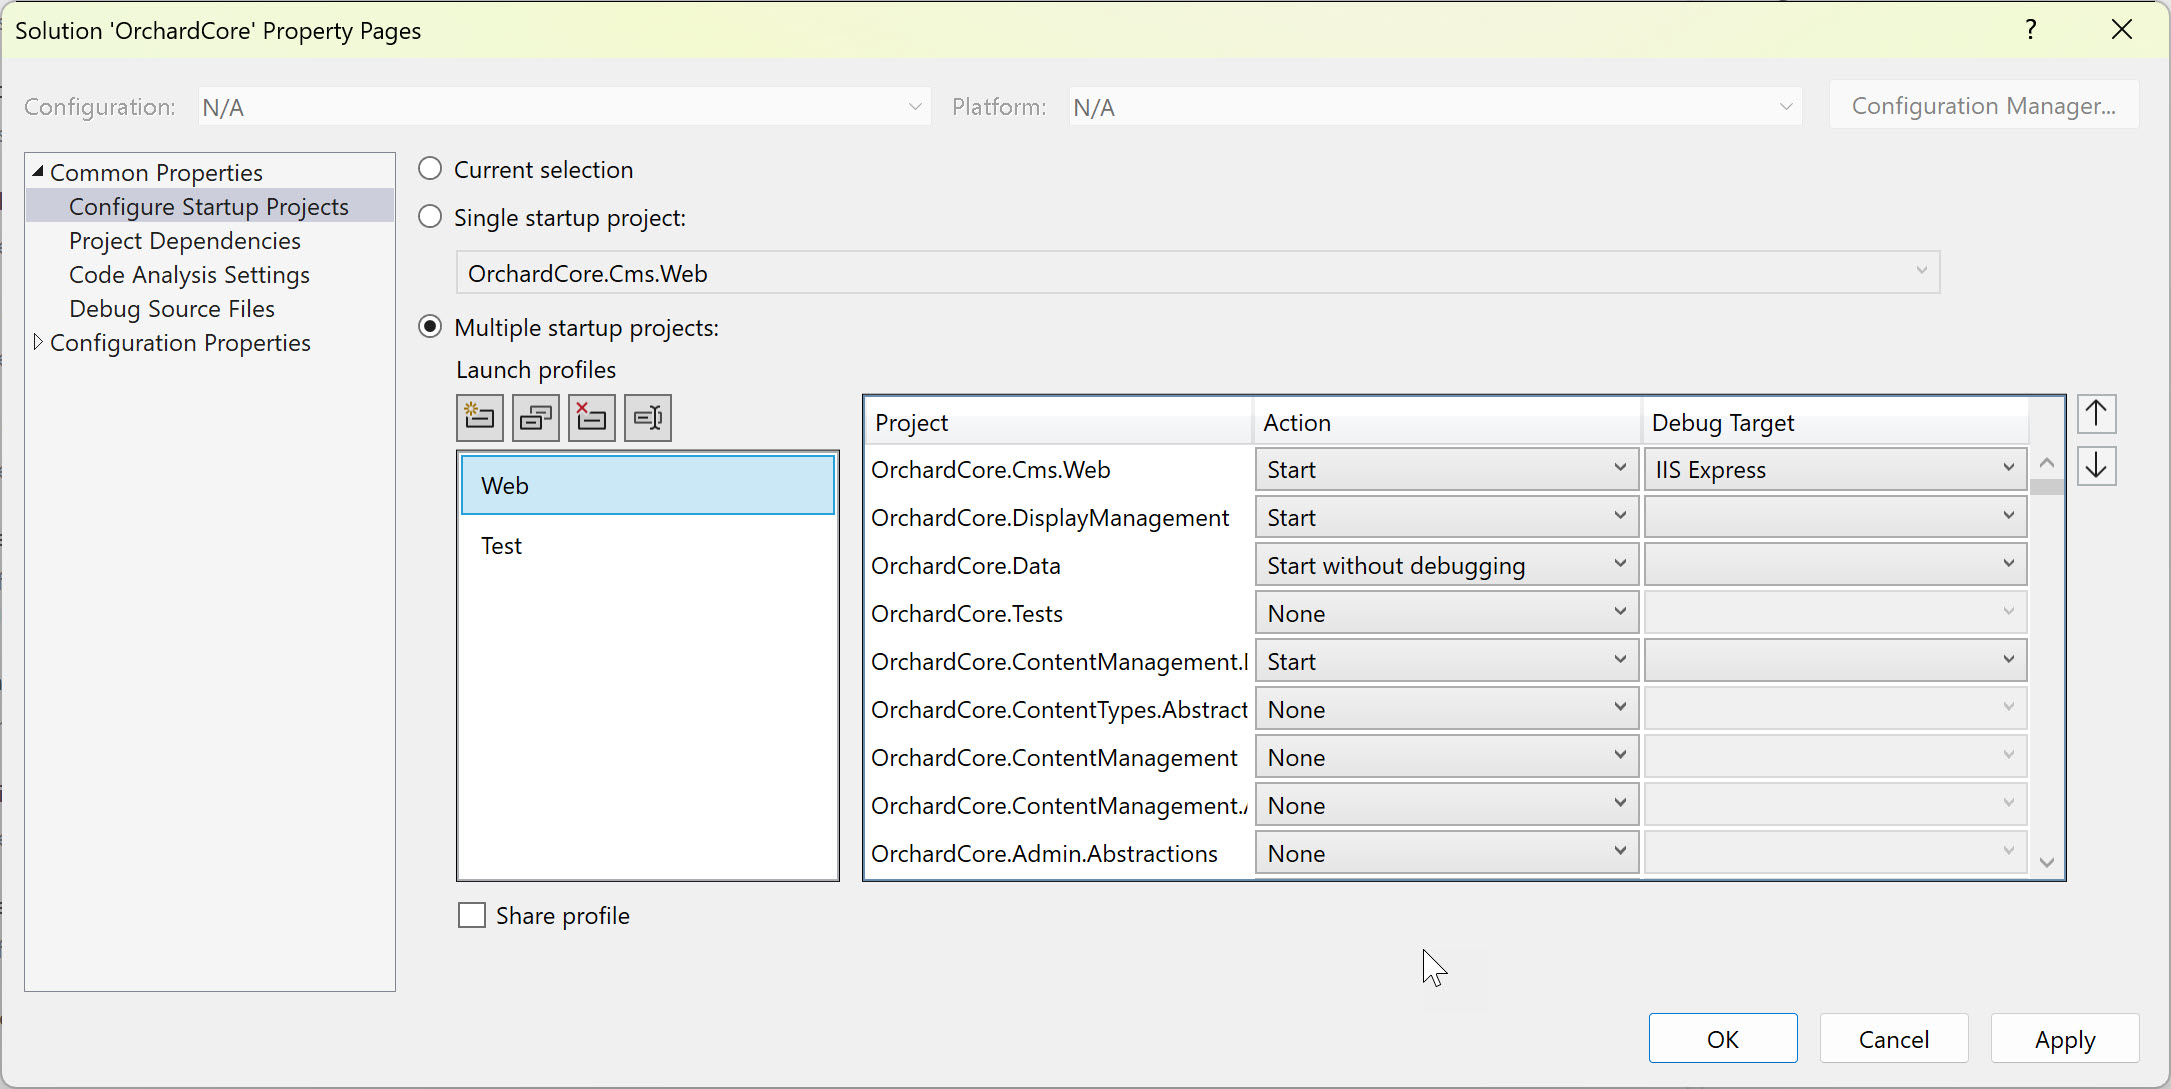 Solution 'OrchardCore' Property Pages
?
Configuration: N/A Platform: N/A Configuration Manager...
Common Properties
Configure Startup Projects
Project Dependencies
Code Analysis Settings
Debug Source Files
Configuration Properties
Current selection
Single startup project:
OrchardCore.Cms.Web
Multiple startup projects:
Launch profiles
Web
Test
Project Action Debug Target
OrchardCore.Cms.Web Start IIS Express
OrchardCore.DisplayManagement Start
OrchardCore.Data Start without debugging
OrchardCore.Tests None
OrchardCore.ContentManagement. Start
OrchardCore.ContentTypes.Abstract None
OrchardCore.ContentManagement None
OrchardCore.ContentManagement. None
OrchardCore.Admin.Abstractions None
Share profile
OK Cancel Apply